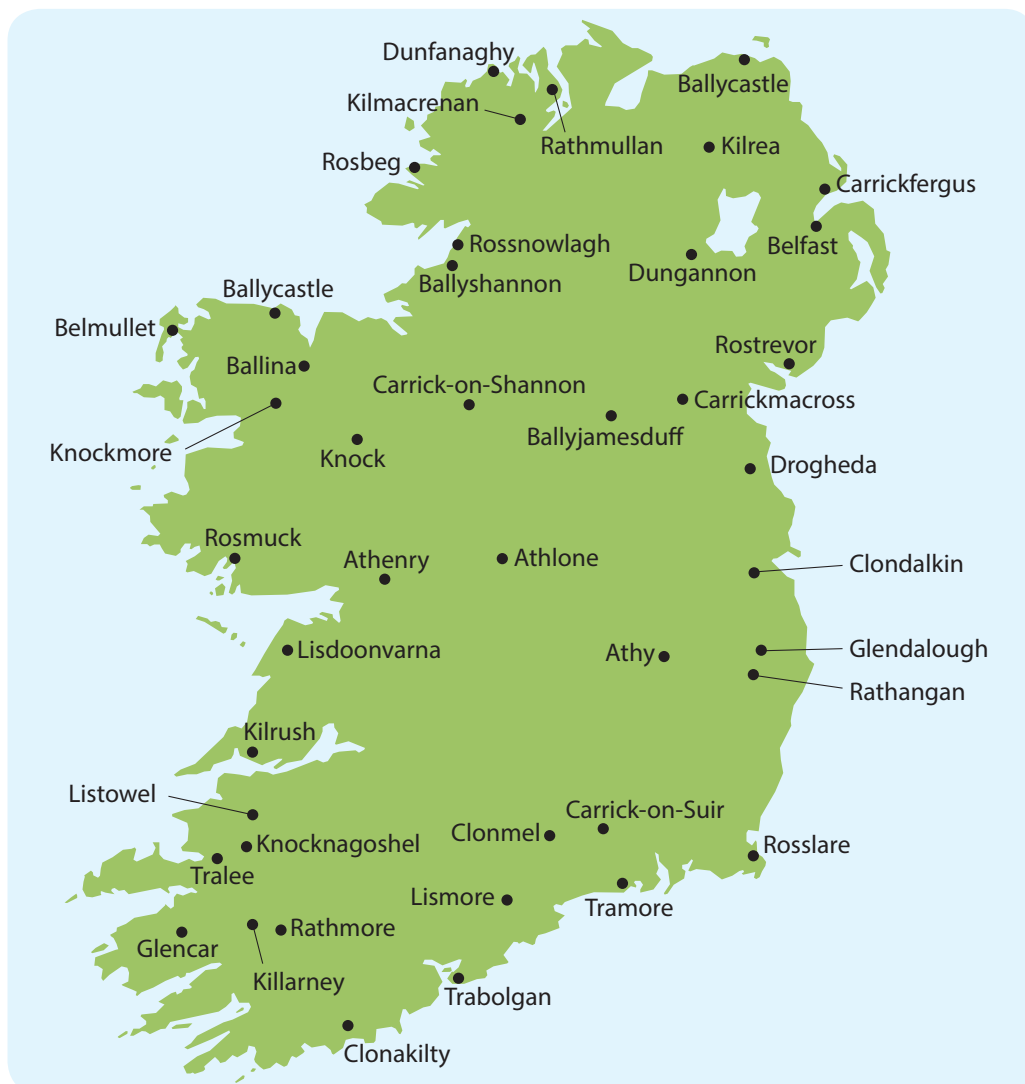 Dunfanaghy
Ballycastle
Kilmacrenan
Rathmullan
Kilrea
Rosbeg
Carrickfergus
Rossnowlagh
Belfast
Dungannon
Ballyshannon
Ballycastle
Belmullet
Rostrevor
Ballina
Carrick-on-Shannon
Carrickmacross
Ballyjamesduff
Knockmore
Knock
Drogheda
Rosmuck
Athenry
Athlone
Clondalkin
Lisdoonvarna
Athy
Glendalough
Rathangan
Kilrush
Listowel
Carrick-on-Suir
Clonmel
Knocknagoshel
Rosslare
Tralee
Lismore
Tramore
Rathmore
Glencar
Killarney
Trabolgan
Clonakilty